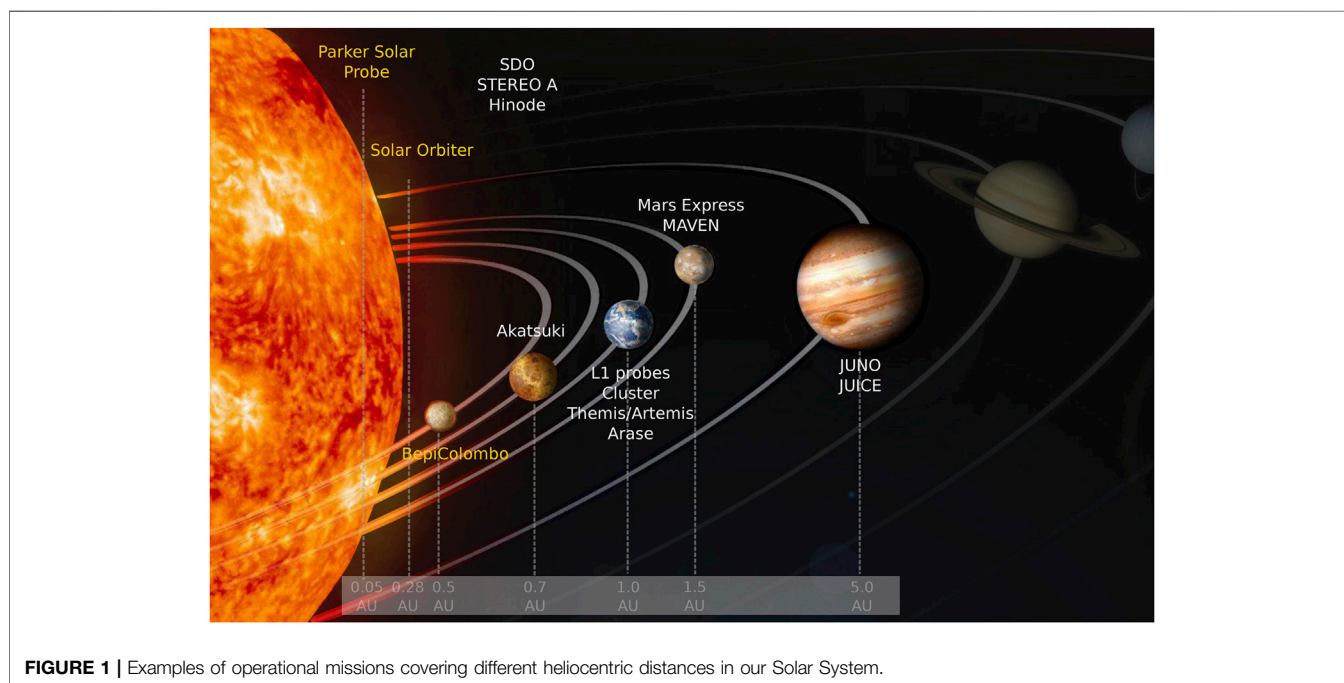 Parker Solar
Probe
SDO
STEREO A
Hinode
Solar Orbiter
Mars Express
MAVEN
Akatsuki
L1 probes
Cluster
Themis/Artemis
Arase
JUNO
JUICE
BepiColombo
0.05 0.28 0.5 0.7 1.0 1.5 5.0
AU AU AU AU AU AU AU
FIGURE 1 | Examples of operational missions covering different heliocentric distances in our Solar System.